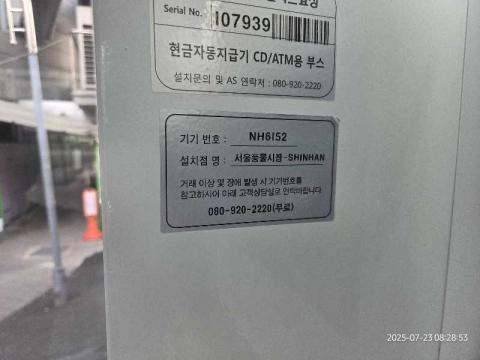 Serial No. 107939
현금자동지급기 CD/ATM용 부스
설치문의 및 AS 연락처 : 080-920-2220
기기 번호 : NH6152
설치점 명 : 서울동물시점-SHINHAN
거래 이상 및 장애 발생 시 기기번호를
참고하시어 아래 고객상담실로 연락바랍니다.
080-920-2220(무료)
2025-07-23 08:28:53